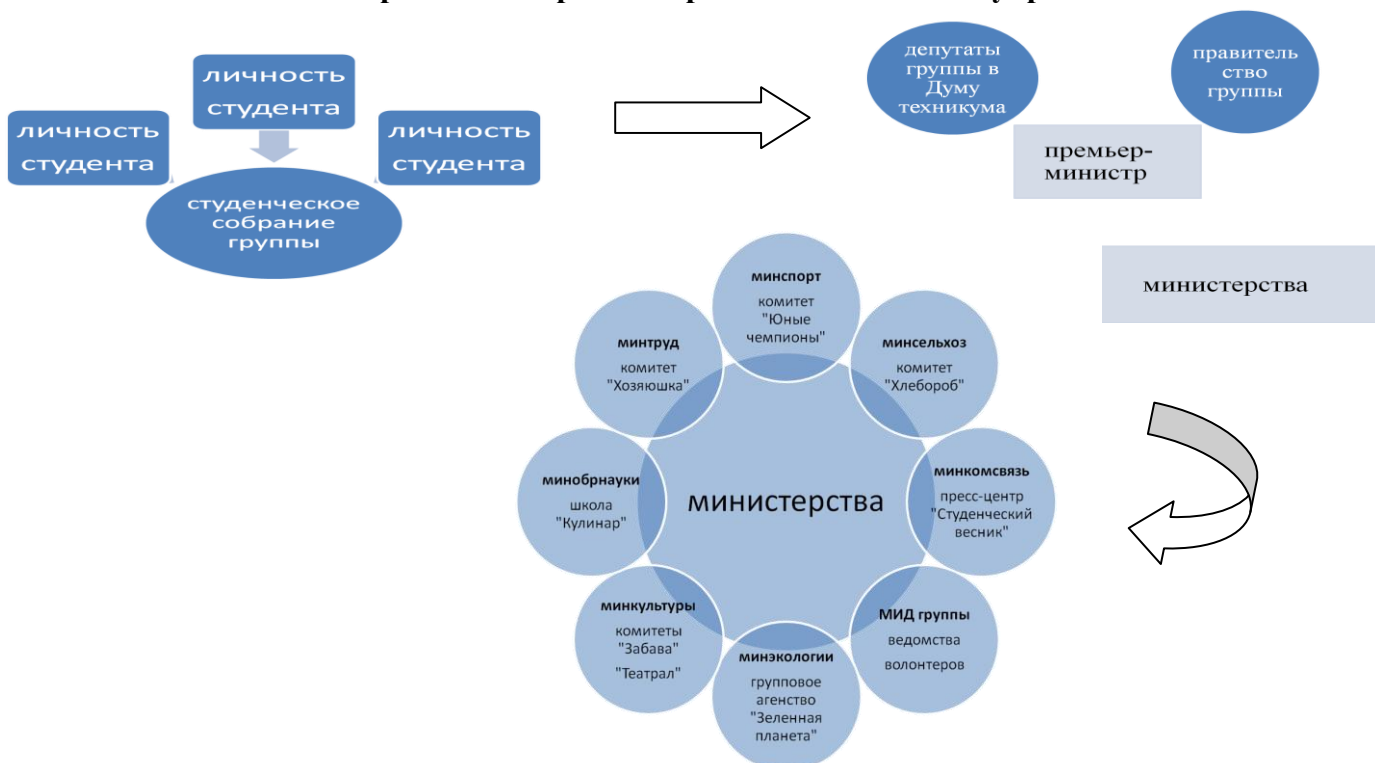 личность
студента
личность
студента
личность
студента
студенческое
собрание
группы
депутаты
группы в
Думу
техникума
правитель
ство
группы
премьер-
министр
министерства
минспорт
комитет
"Юные
чемпионы"
минсельхоз
комитет
"Хлебороб"
минкомсвязь
пресс-центр
"Студенческий
весник"
МИД группы
ведомства
волонтеров
минэкологии
групповое
агенство
"Зеленная
планета"
минкультуры
комитеты
"Забава"
"Театрал"
минобрнауки
школа
"Кулинар"
минтруд
комитет
"Хозяюшка"
министерства